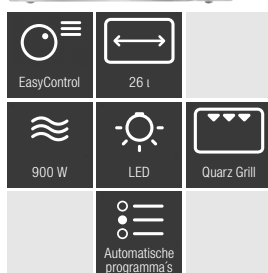 EasyControl
26 l
900 W
LED
Quarz Grill
Automatische
programma´s